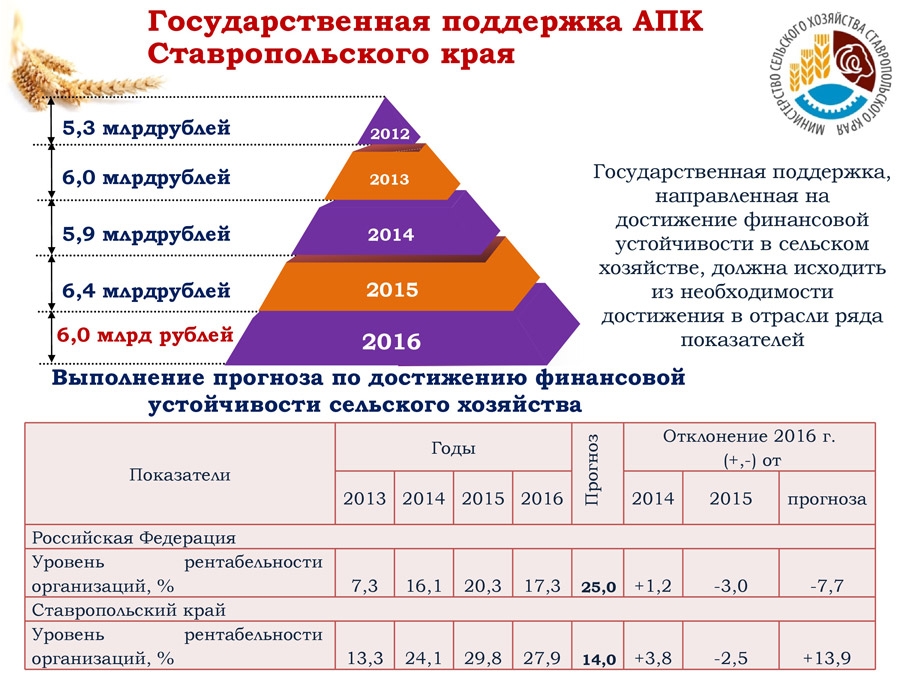 Государственная поддержка АПК
Ставропольского края
МИНИСТЕРСТВО СЕЛЬСКОГО ХОЗЯЙСТВА СТАВРОПОЛЬСКОГО КРАЯ
5,3 млрдрублей
2012
6,0 млрдрублей
2013
5,9 млрдрублей
2014
6,4 млрдрублей
2015
6,0 млрд рублей
2016
Государственная поддержка,
направленная на
достижение финансовой
устойчивости в сельском
хозяйстве, должна исходить
из необходимости
достижения в отрасли ряда
показателей
Выполнение прогноза по достижению финансовой
устойчивости сельского хозяйства
Показатели
Годы
Прогноз
Отклонение 2016 г.
(+,-) от
2013 2014 2015 2016
2014 2015 прогноза
Российская Федерация
Уровень рентабельности
организаций, % 7,3 16,1 20,3 17,3 25,0 +1,2 -3,0 -7,7
Ставропольский край
Уровень рентабельности
организаций, % 13,3 24,1 29,8 27,9 14,0 +3,8 -2,5 +13,9